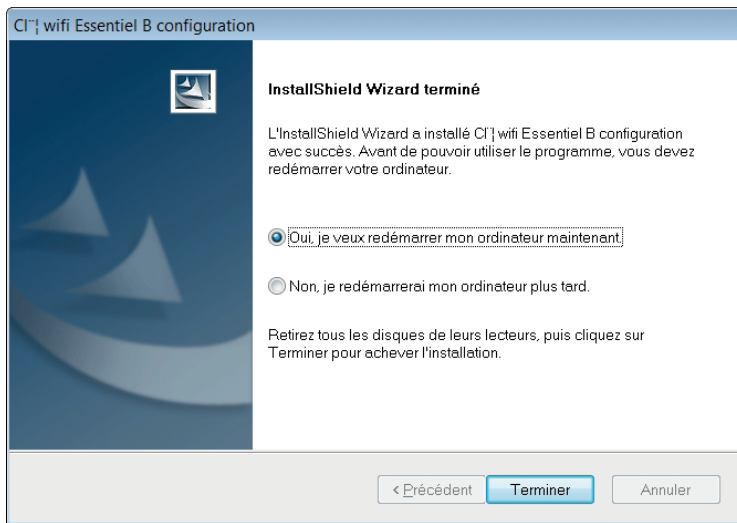 Cl¨¦ wifi Essentiel B configuration
InstallShield Wizard terminé
L'InstallShield Wizard a installé Cl¨¦ wifi Essentiel B configuration
avec succès. Avant de pouvoir utiliser le programme, vous devez
redémarrer votre ordinateur.
Oui, je veux redémarrer mon ordinateur maintenant.
Non, je redémarrerai mon ordinateur plus tard.
Retirez tous les disques de leurs lecteurs, puis cliquez sur
Terminer pour achever l'installation.
< Précédent
Terminer
Annuler